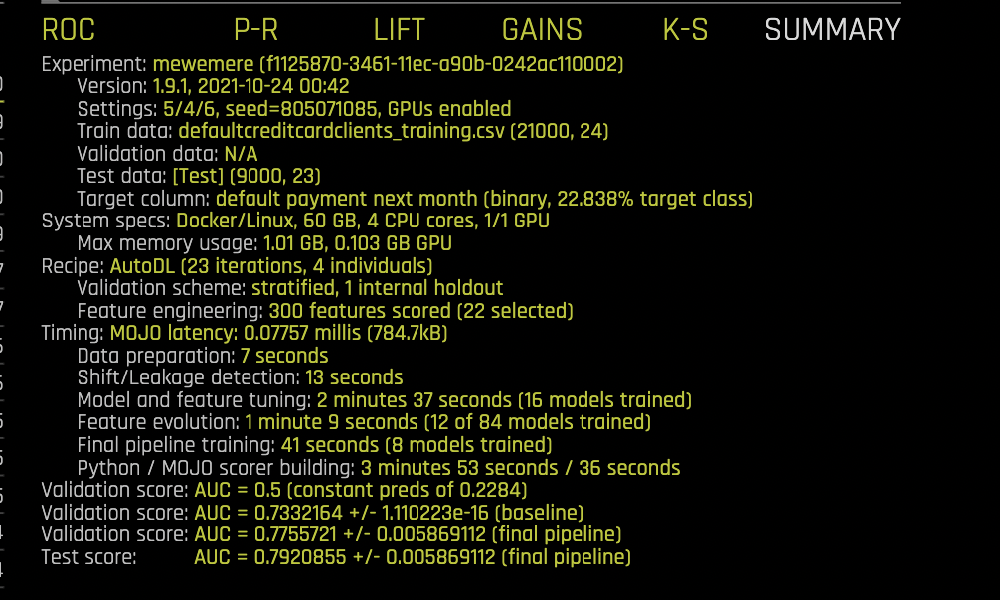 ROC P-R LIFT GAINS K-S SUMMARY
Experiment: mewemere (f1125870-3461-11ec-a90b-0242ac110002)
Version: 1.9.1, 2021-10-24 00:42
Settings: 5/4/6, seed=805071085, GPUs enabled
Train data: defaultcreditcardclients_training.csv (21000, 24)
Validation data: N/A
Test data: [Test] (9000, 23)
Target column: default payment next month (binary, 22.838% target class)
System specs: Docker/Linux, 60 GB, 4 CPU cores, 1/1 GPU
Max memory usage: 1.01 GB, 0.103 GB GPU
Recipe: AutoDL (23 iterations, 4 individuals)
Validation scheme: stratified, 1 internal holdout
Feature engineering: 300 features scored (22 selected)
Timing: MOJO latency: 0.07757 millis (784.7kB)
Data preparation: 7 seconds
Shift/Leakage detection: 13 seconds
Model and feature tuning: 2 minutes 37 seconds (16 models trained)
Feature evolution: 1 minute 9 seconds (12 of 84 models trained)
Final pipeline training: 41 seconds (8 models trained)
Python / MOJO scorer building: 3 minutes 53 seconds / 36 seconds
Validation score: AUC = 0.5 (constant preds of 0.2284)
Validation score: AUC = 0.7332164 +/- 1.110223e-16 (baseline)
Validation score: AUC = 0.7755721 +/- 0.005869112 (final pipeline)
Test score: AUC = 0.7920855 +/- 0.005869112 (final pipeline)